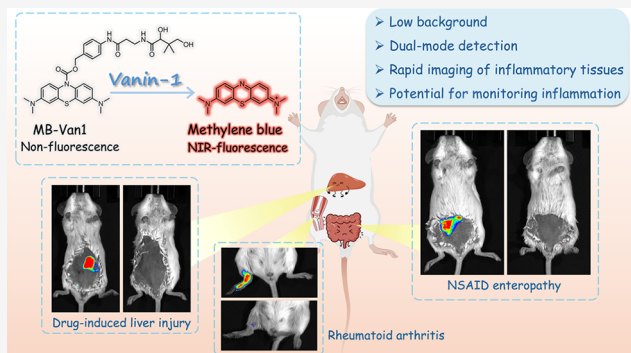 Vanin-1
MB-Van1
Non-fluorescence
Methylene blue
NIR-fluorescence
➤ Low background
➤ Dual-mode detection
➤ Rapid imaging of inflammatory tissues
➤ Potential for monitoring inflammation
Drug-induced liver injury
Rheumatoid arthritis
NSAID enteropathy